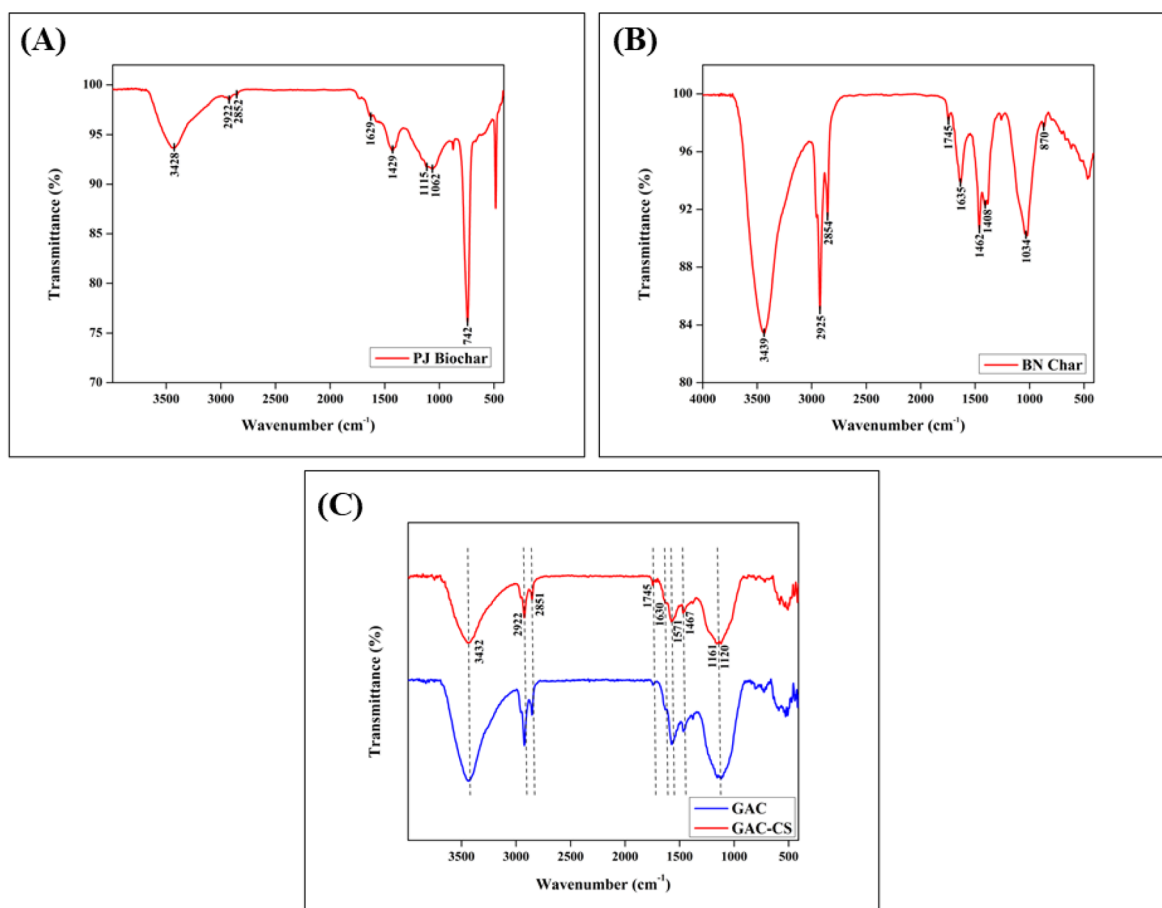 (A)
Transmittance (%)
100
95
90
85
80
75
70
3428
2922
2852
1629
1429
1115
1062
742
PJ Biochar
3500 3000 2500 2000 1500 1000 500
Wavenumber (cm⁻¹)
(B)
Transmittance (%)
100
96
92
88
84
80
3439
2925
2854
1745
1635
1462
1408
1034
870
BN Char
4000 3500 3000 2500 2000 1500 1000 500
Wavenumber (cm⁻¹)
(C)
Transmittance (%)
3432
2922
2851
1745
1630
1571
1467
1161
1120
GAC
GAC-CS
3500 3000 2500 2000 1500 1000 500
Wavenumber (cm⁻¹)